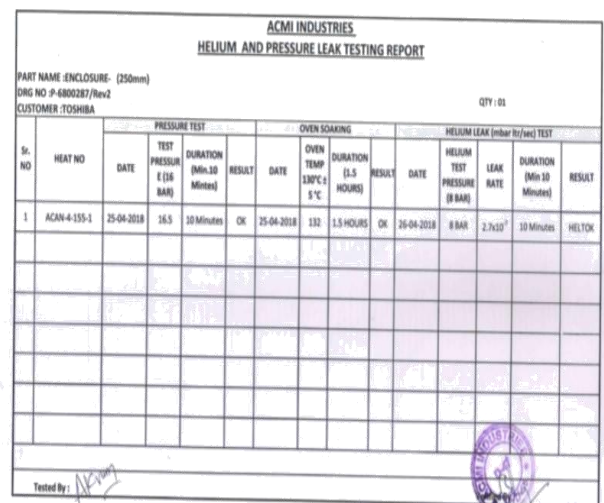 ACMI INDUSTRIES
HELIUM AND PRESSURE LEAK TESTING REPORT
PART NAME :ENCLOSURE- (250mm)
DRG NO :P-6800287/Rev2
QTY : 01
CUSTOMER :TOSHIBA
PRESSURE TEST OVEN SOAKING HELIUM LEAK (mbar ltr/sec) TEST
Sr. NO
HEAT NO
DATE
TEST
PRESSUR
E (16
BAR)
DURATION
(Min.10
Mintes)
RESULT
DATE
OVEN
TEMP
130°C ±
5 °C
DURATION
(1.5
HOURS)
RESULT
DATE
HELIUM
TEST
PRESSURE
(8 BAR)
LEAK
RATE
DURATION
(Min 10
Minutes)
RESULT
1 ACAN-4-155-1 25-04-2018 16.5 10 Minutes OK 25-04-2018 132 1.5 HOURS OK 26-04-2018 8 BAR 2.7x10⁻⁷ 10 Minutes HELTOK
Tested By :
ACMI INDUSTRIES